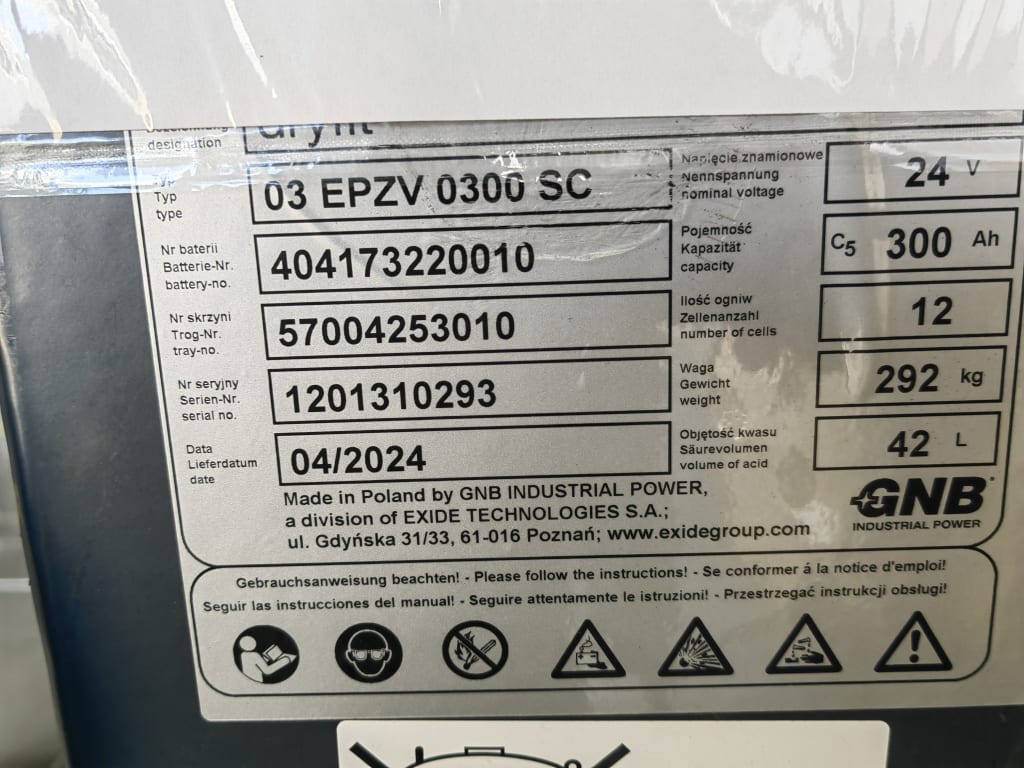 designation
dryfit
Typ
Typ
type
03 EPZV 0300 SC
Napięcie znamionowe
Nennspannung
nominal voltage
24 V
Nr baterii
Batterie-Nr.
battery-no.
404173220010
Pojemność
Kapazität
capacity
C5 300 Ah
Nr skrzyni
Trog-Nr.
tray-no.
57004253010
Ilość ogniw
Zellenanzahl
number of cells
12
Nr seryjny
Serien-Nr.
serial no.
1201310293
Waga
Gewicht
weight
292 kg
Data
Lieferdatum
date
04/2024
Objętość kwasu
Säurevolumen
volume of acid
42 L
Made in Poland by GNB INDUSTRIAL POWER,
a division of EXIDE TECHNOLOGIES S.A.;
ul. Gdyńska 31/33, 61-016 Poznań; www.exidegroup.com
GNB
INDUSTRIAL POWER
Gebrauchsanweisung beachten! - Please follow the instructions! - Se conformer á la notice d'emploi!
Seguir las instrucciones del manual! - Seguire attentamente le istruzioni! - Przestrzegać instrukcji obsługi!